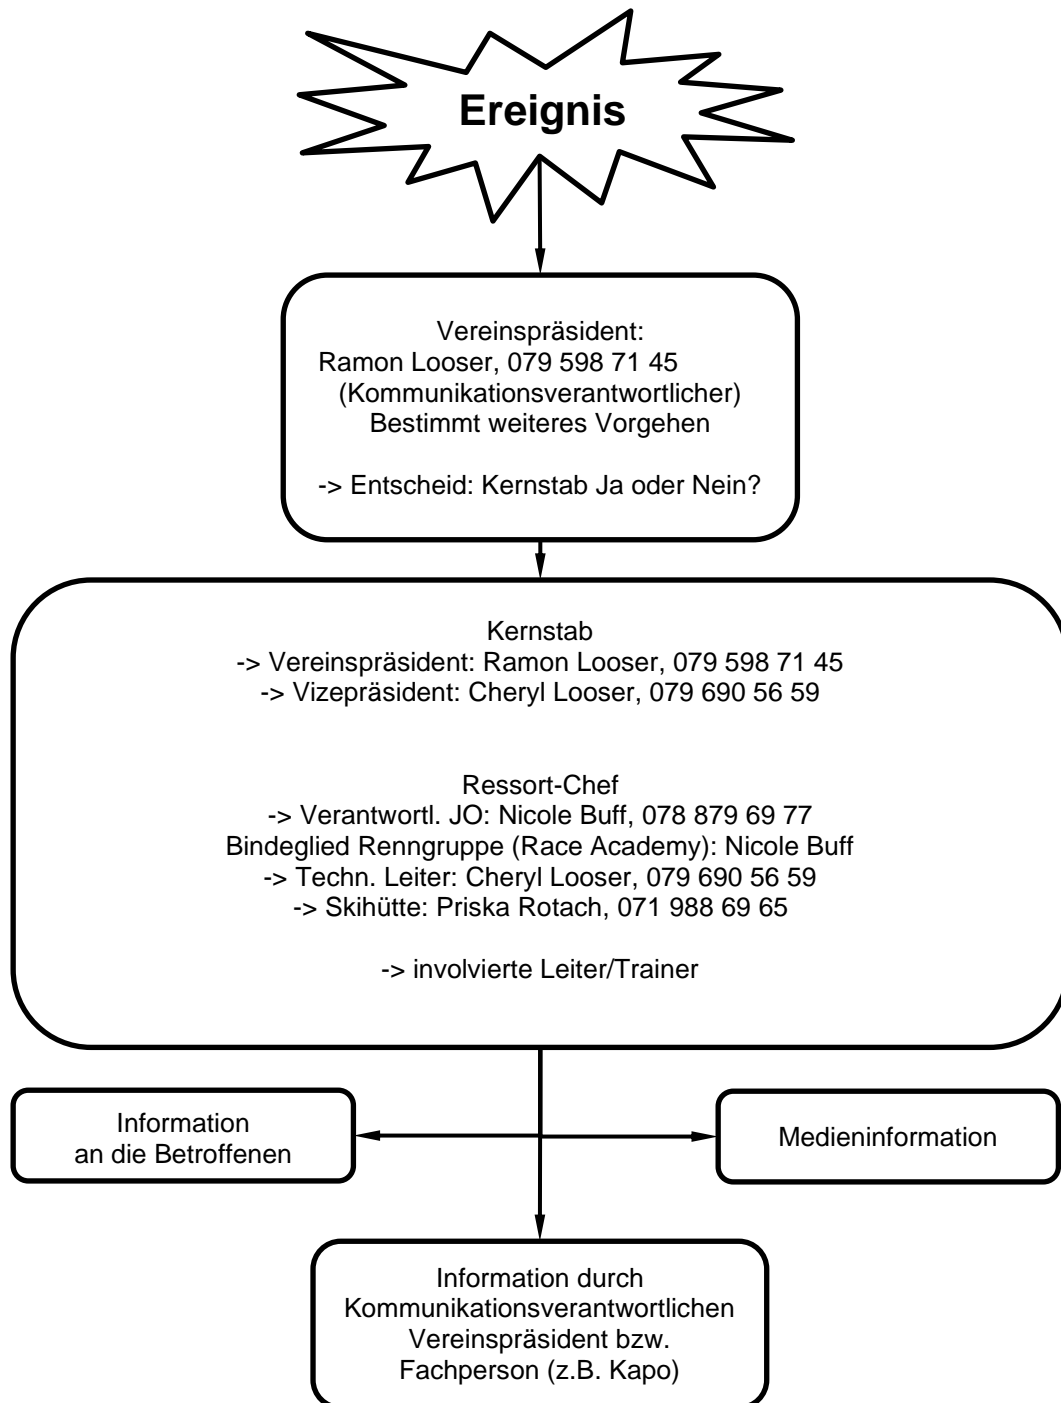 Ereignis
Vereinspräsident:
Ramon Looser, 079 598 71 45
(Kommunikationsverantwortlicher)
Bestimmt weiteres Vorgehen
-> Entscheid: Kernstab Ja oder Nein?
Kernstab
-> Vereinspräsident: Ramon Looser, 079 598 71 45
-> Vizepräsident: Cheryl Looser, 079 690 56 59
Ressort-Chef
-> Verantwortl. JO: Nicole Buff, 078 879 69 77
Bindeglied Renngruppe (Race Academy): Nicole Buff
-> Techn. Leiter: Cheryl Looser, 079 690 56 59
-> Skihütte: Priska Rotach, 071 988 69 65
-> involvierte Leiter/Trainer
Information
an die Betroffenen
Medieninformation
Information durch
Kommunikationsverantwortlichen
Vereinspräsident bzw.
Fachperson (z.B. Kapo)